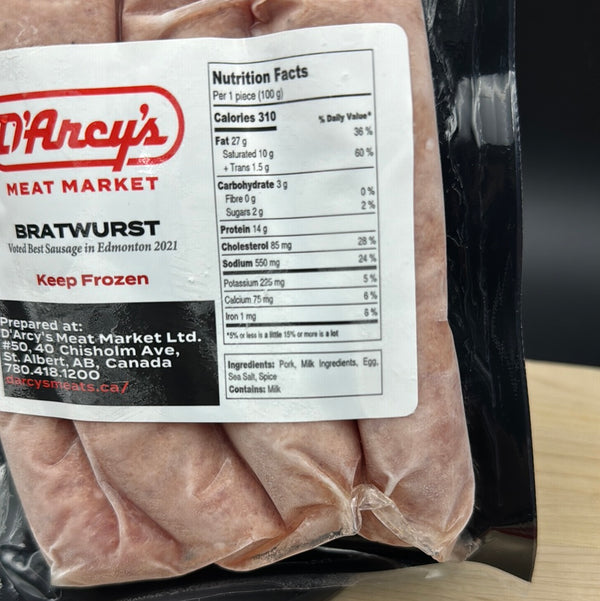 D'Arcy's
MEAT MARKET
BRATWURST
Voted Best Sausage in Edmonton 2021
Keep Frozen
Prepared at:
D'Arcy's Meat Market Ltd.
#50, 40 Chisholm Ave,
St. Albert, AB, Canada
780.418.1200
darcysmeats.ca/
Nutrition Facts
Per 1 piece (100 g)
Calories 310 % Daily Value*
Fat 27 g 36 %
Saturated 10 g 60 %
+ Trans 1.5 g
Carbohydrate 3 g
Fibre 0 g 0 %
Sugars 2 g 2 %
Protein 14 g
Cholesterol 85 mg 28 %
Sodium 550 mg 24 %
Potassium 225 mg 5 %
Calcium 75 mg 6 %
Iron 1 mg 6 %
*5% or less is a little 15% or more is a lot
Ingredients: Pork, Milk Ingredients, Egg,
Sea Salt, Spice
Contains: Milk